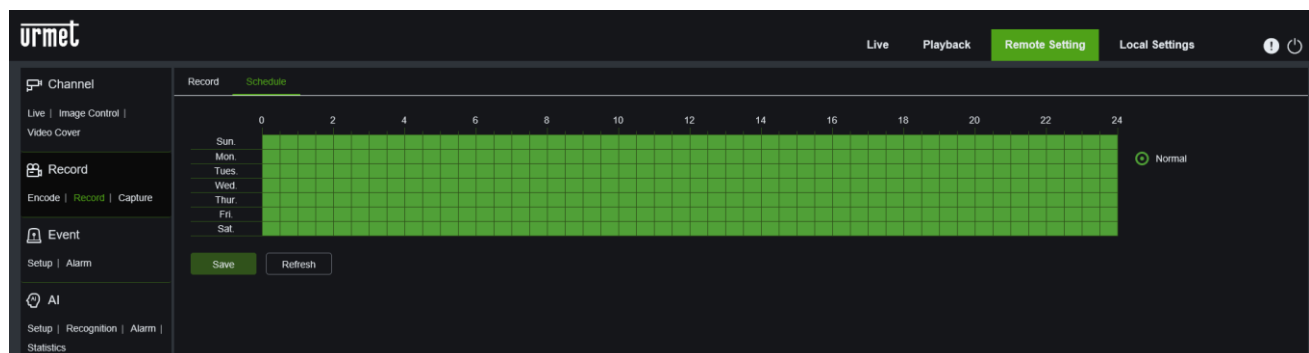 urmet
Live Playback Remote Setting Local Settings
Channel
Live | Image Control |
Video Cover
Record
Encode | Record | Capture
Event
Setup | Alarm
AI
Setup | Recognition | Alarm |
Statistics
Record Schedule
0 2 4 6 8 10 12 14 16 18 20 22 24
Sun.
Mon.
Tues.
Wed.
Thur.
Fri.
Sat.
Normal
Save Refresh